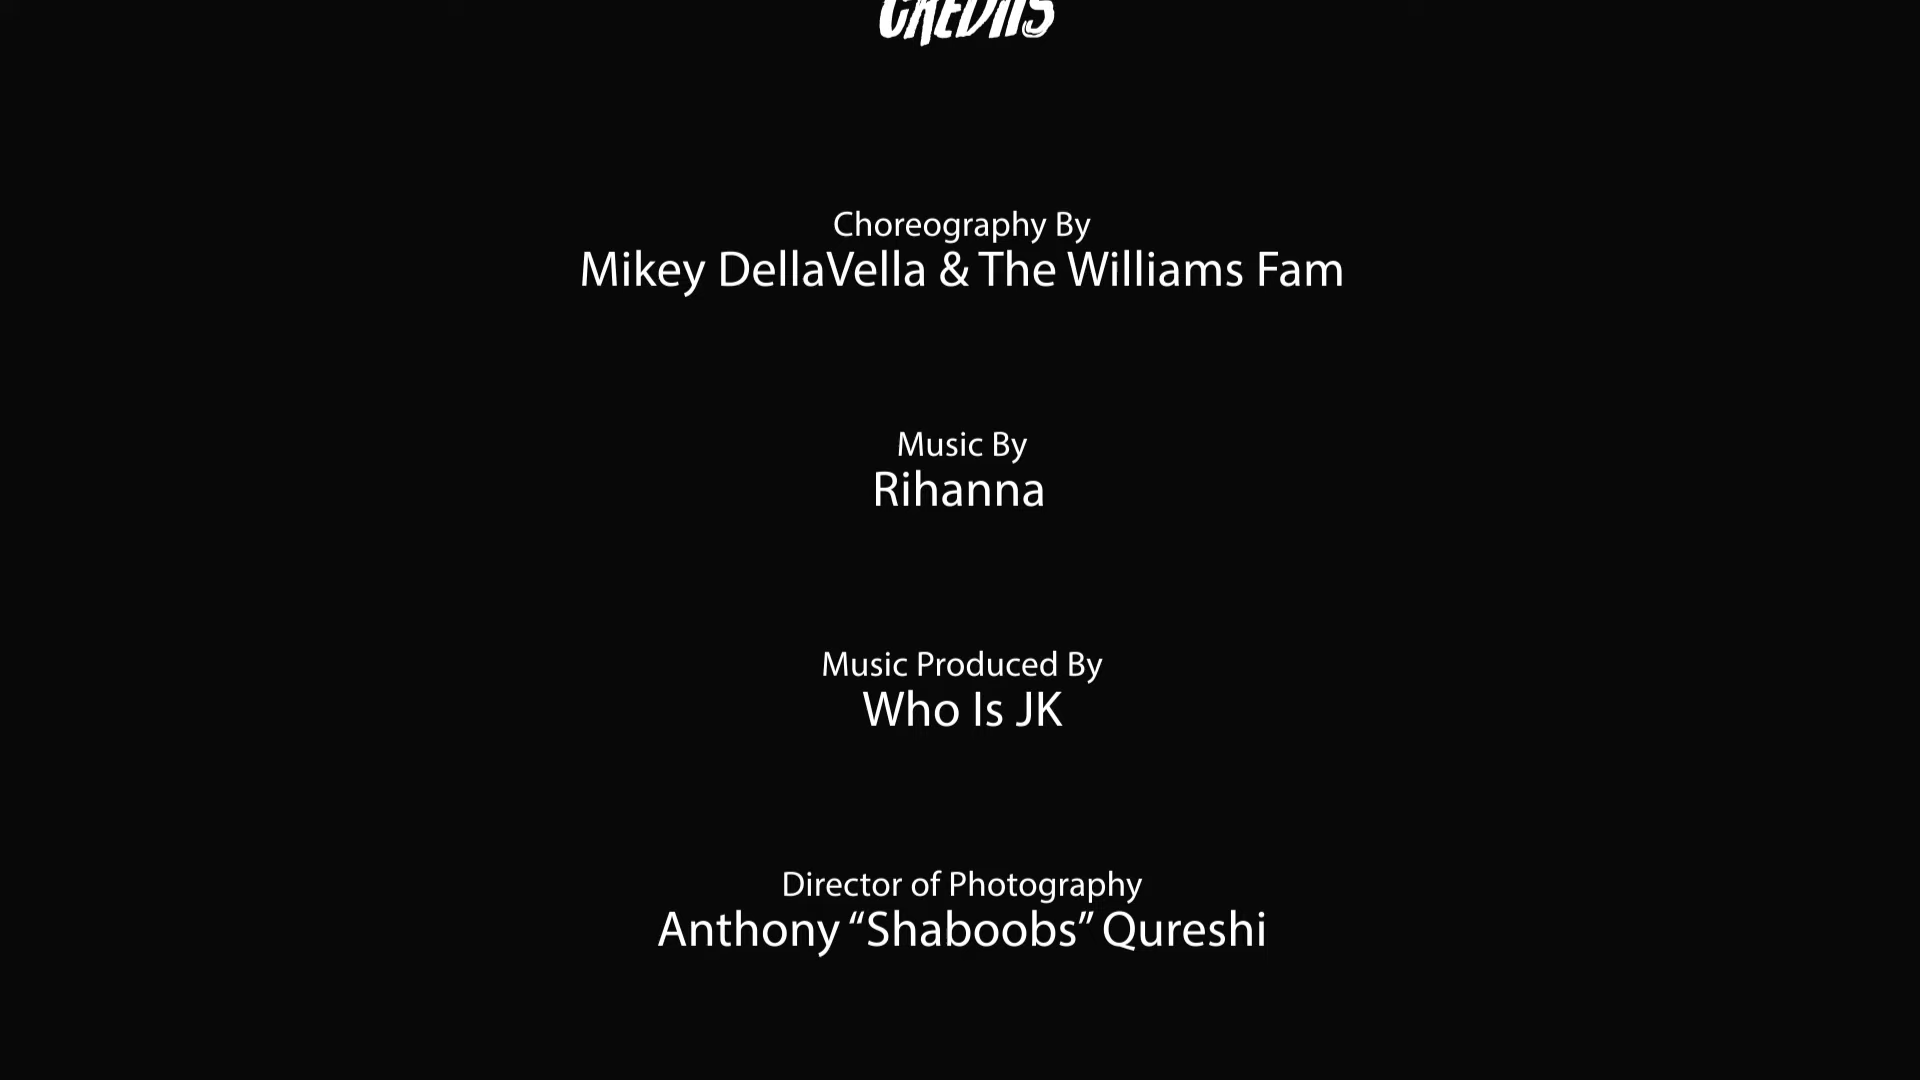 CREDITS
Choreography By
Mikey DellaVella & The Williams Fam
Music By
Rihanna
Music Produced By
Who Is JK
Director of Photography
Anthony “Shaboobs” Qureshi